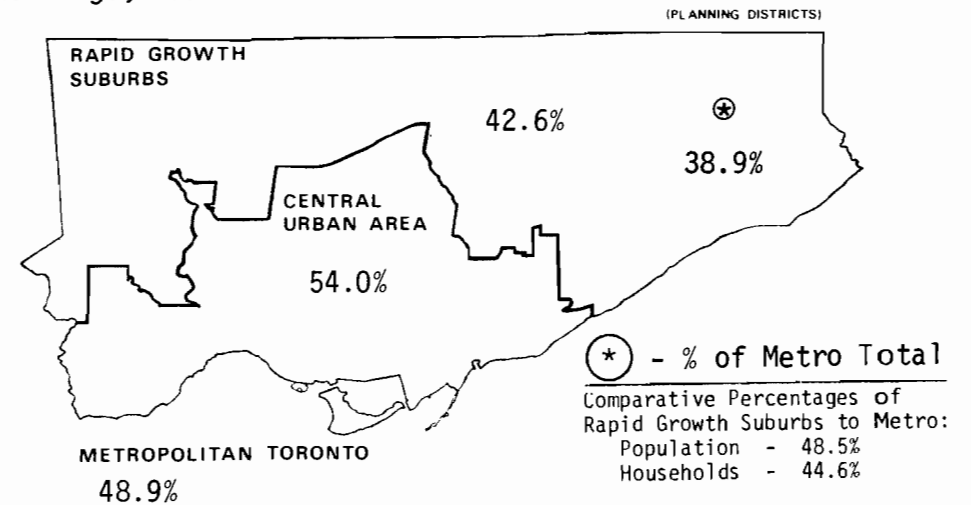 (PLANNING DISTRICTS)
RAPID GROWTH
SUBURBS
42.6%
*
38.9%
CENTRAL
URBAN AREA
54.0%
* - % of Metro Total
Comparative Percentages of
Rapid Growth Suburbs to Metro:
Population - 48.5%
Households - 44.6%
METROPOLITAN TORONTO
48.9%